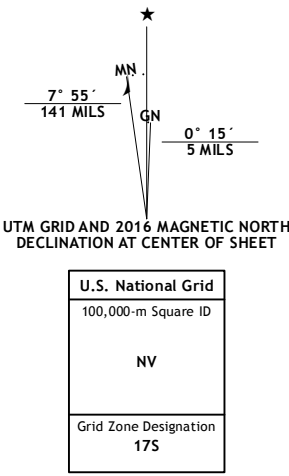 ★
MN
7° 55´
141 MILS
GN
0° 15´
5 MILS
UTM GRID AND 2016 MAGNETIC NORTH
DECLINATION AT CENTER OF SHEET
U.S. National Grid
100,000-m Square ID
NV
Grid Zone Designation
17S